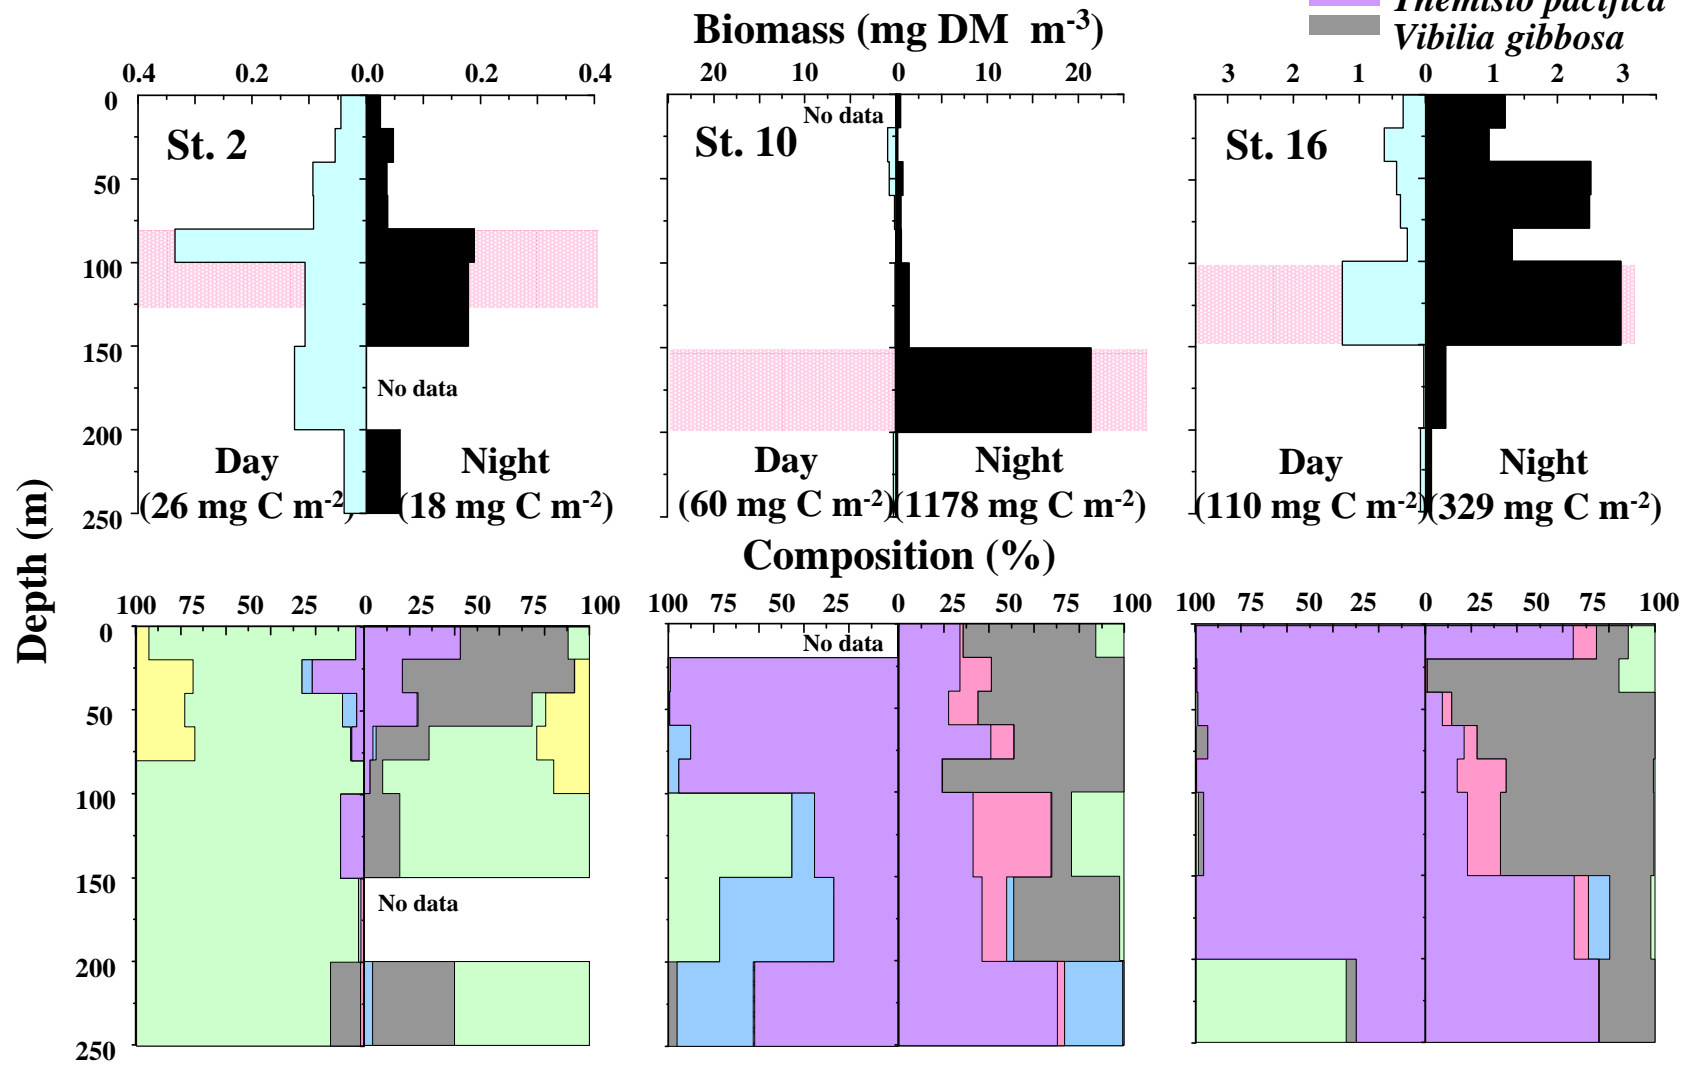 Themisto pacifica
Biomass (mg DM m-3)
Vibilia gibbosa
0.4 0.2 0.0 0.2 0.4
20 10 0 10 20
3 2 1 0 1 2 3
0
50
100
150
200
250
St. 2
No data
Day
(26 mg C m-2)
Night
(18 mg C m-2)
No data
St. 10
Day
(60 mg C m-2)
Night
(1178 mg C m-2)
St. 16
Day
(110 mg C m-2)
Night
(329 mg C m-2)
Depth (m)
Composition (%)
100 75 50 25 0 25 50 75 100
100 75 50 25 0 25 50 75 100
100 75 50 25 0 25 50 75 100
0
50
100
150
200
250
No data
No data